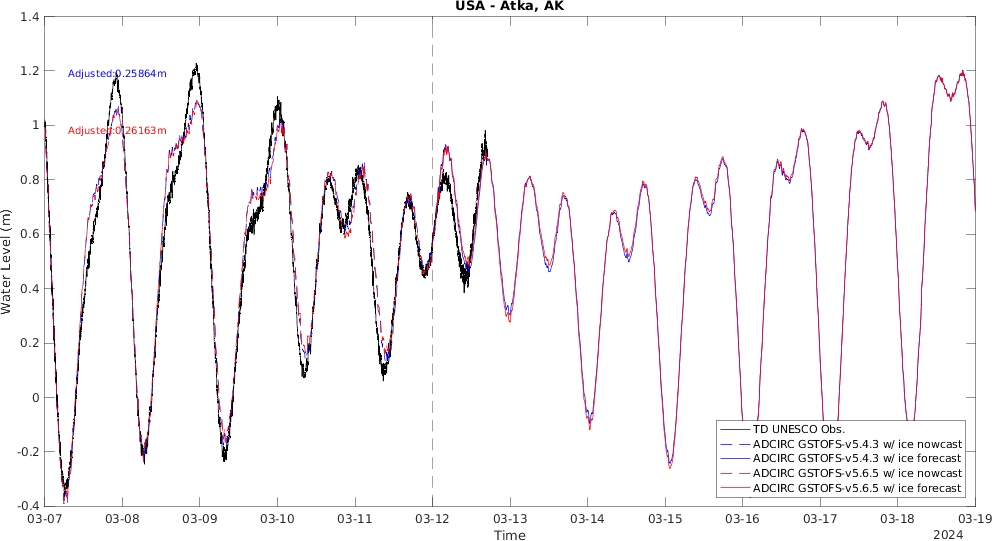 USA - Atka, AK
1.4
1.2
1
0.8
0.6
0.4
0.2
0
-0.2
-0.4
Water Level (m)
Adjusted:0.25864m
Adjusted:0.26163m
TD UNESCO Obs.
ADCIRC GSTOFS-v5.4.3 w/ ice nowcast
ADCIRC GSTOFS-v5.4.3 w/ ice forecast
ADCIRC GSTOFS-v5.6.5 w/ ice nowcast
ADCIRC GSTOFS-v5.6.5 w/ ice forecast
03-07 03-08 03-09 03-10 03-11 03-12 03-13 03-14 03-15 03-16 03-17 03-18 03-19
Time
2024